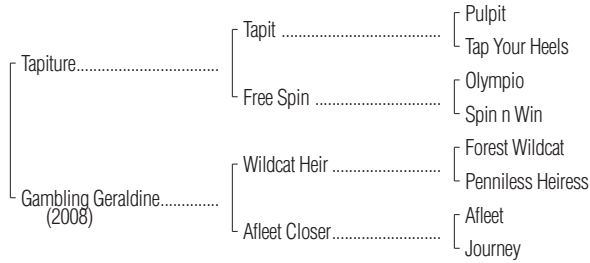 Pulpit
Tapit ................................
Tap Your Heels
Tapiture............................
Olympio
Free Spin .........................
Spin n Win
Forest Wildcat
Wildcat Heir .....................
Penniless Heiress
Gambling Geraldine............
(2008)
Afleet
Afleet Closer.....................
Journey